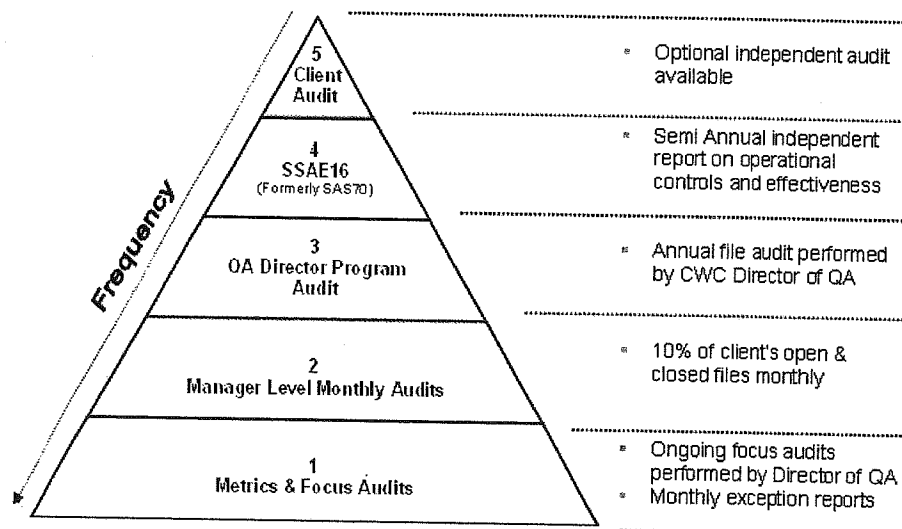 Frequency
5
Client
Audit
▪ Optional independent audit
available
4
SSAE16
(Formerly SAS70)
▪ Semi Annual independent
report on operational
controls and effectiveness
3
QA Director Program
Audit
▪ Annual file audit performed
by CWC Director of QA
2
Manager Level Monthly Audits
▪ 10% of client's open &
closed files monthly
1
Metrics & Focus Audits
▪ Ongoing focus audits
performed by Director of QA
▪ Monthly exception reports